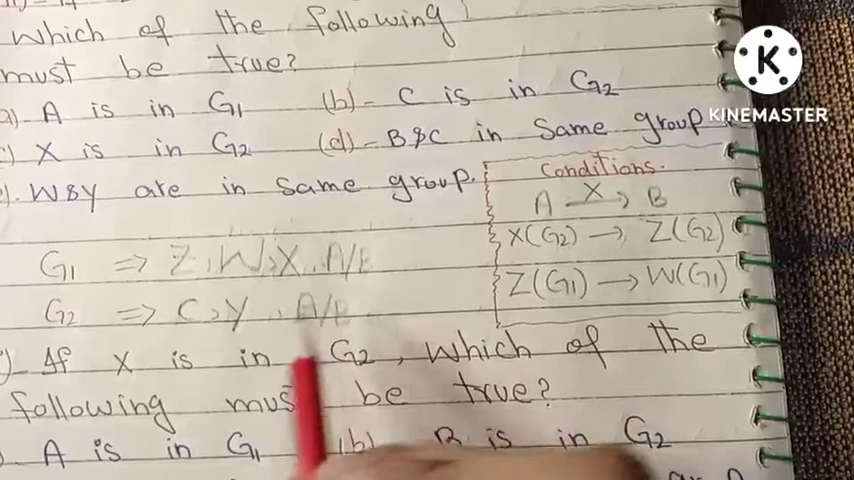 Which of the following
must be true?
a) A is in G1 (b)- C is in G2
c) X is in G2 (d)- B&C in Same group
e). W&Y are in Same group.
Conditions.
A X→ B
X(G2) → Z(G2)
Z(G1) → W(G1)
G1 ⇒ Z, W, X, A/B
G2 ⇒ C, Y, A/B
If X is in G2, which of the
following must be true?
A is in G1 (b) B is in G2
K
KINEMASTER